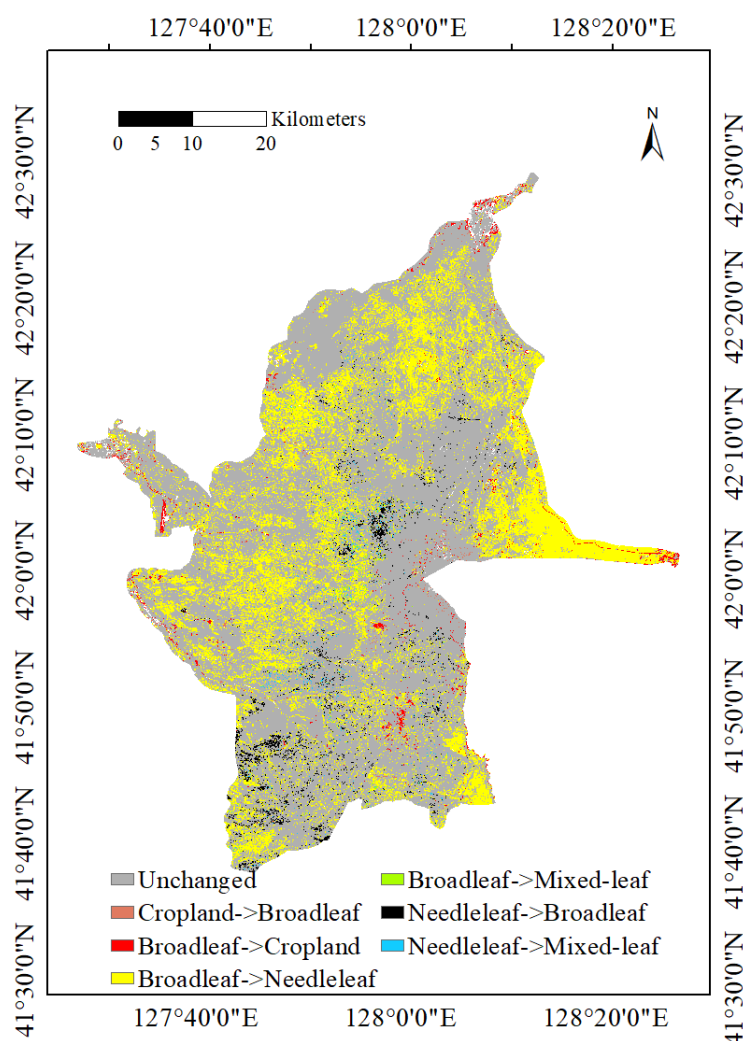 127°40'0"E 128°0'0"E 128°20'0"E
Kilometers
0 5 10 20
N
42°30'0"N 42°30'0"N
42°20'0"N 42°20'0"N
42°10'0"N 42°10'0"N
42°0'0"N 42°0'0"N
41°50'0"N 41°50'0"N
41°40'0"N 41°40'0"N
41°30'0"N 41°30'0"N
Unchanged Broadleaf->Mixed-leaf
Cropland->Broadleaf Needleleaf->Broadleaf
Broadleaf->Cropland Needleleaf->Mixed-leaf
Broadleaf->Needleleaf
127°40'0"E 128°0'0"E 128°20'0"E